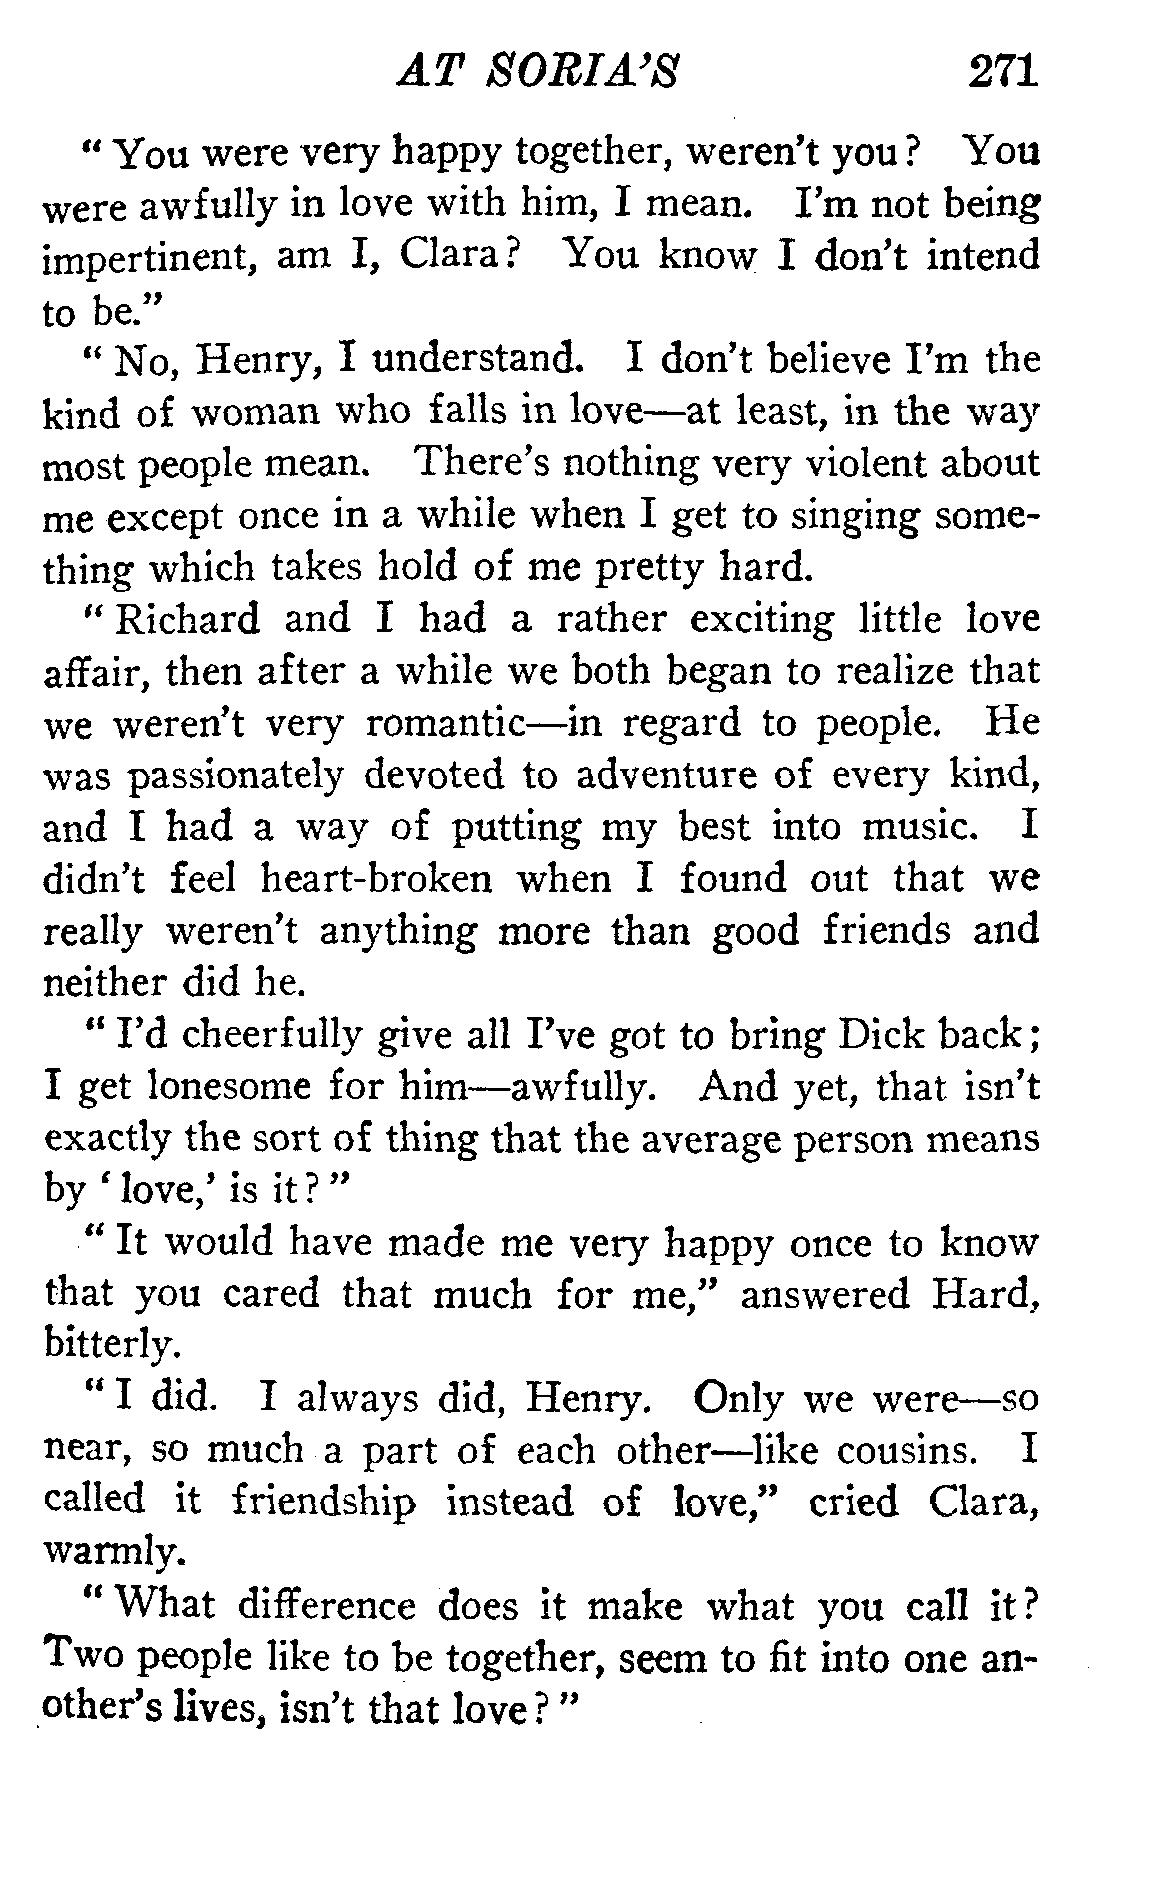 AT SORIA'S 271
" You were very happy together, weren't you? You
were awfully in love with him, I mean. I'm not being
impertinent, am I, Clara? You know I don't intend
to be."
" No, Henry, I understand. I don't believe I'm the
kind of woman who falls in love—at least, in the way
most people mean. There's nothing very violent about
me except once in a while when I get to singing some-
thing which takes hold of me pretty hard.
" Richard and I had a rather exciting little love
affair, then after a while we both began to realize that
we weren't very romantic—in regard to people. He
was passionately devoted to adventure of every kind,
and I had a way of putting my best into music. I
didn't feel heart-broken when I found out that we
really weren't anything more than good friends and
neither did he.
" I'd cheerfully give all I've got to bring Dick back;
I get lonesome for him—awfully. And yet, that isn't
exactly the sort of thing that the average person means
by ' love,' is it? "
" It would have made me very happy once to know
that you cared that much for me," answered Hard,
bitterly.
" I did. I always did, Henry. Only we were—so
near, so much a part of each other—like cousins. I
called it friendship instead of love," cried Clara,
warmly.
" What difference does it make what you call it?
Two people like to be together, seem to fit into one an-
other's lives, isn't that love? "